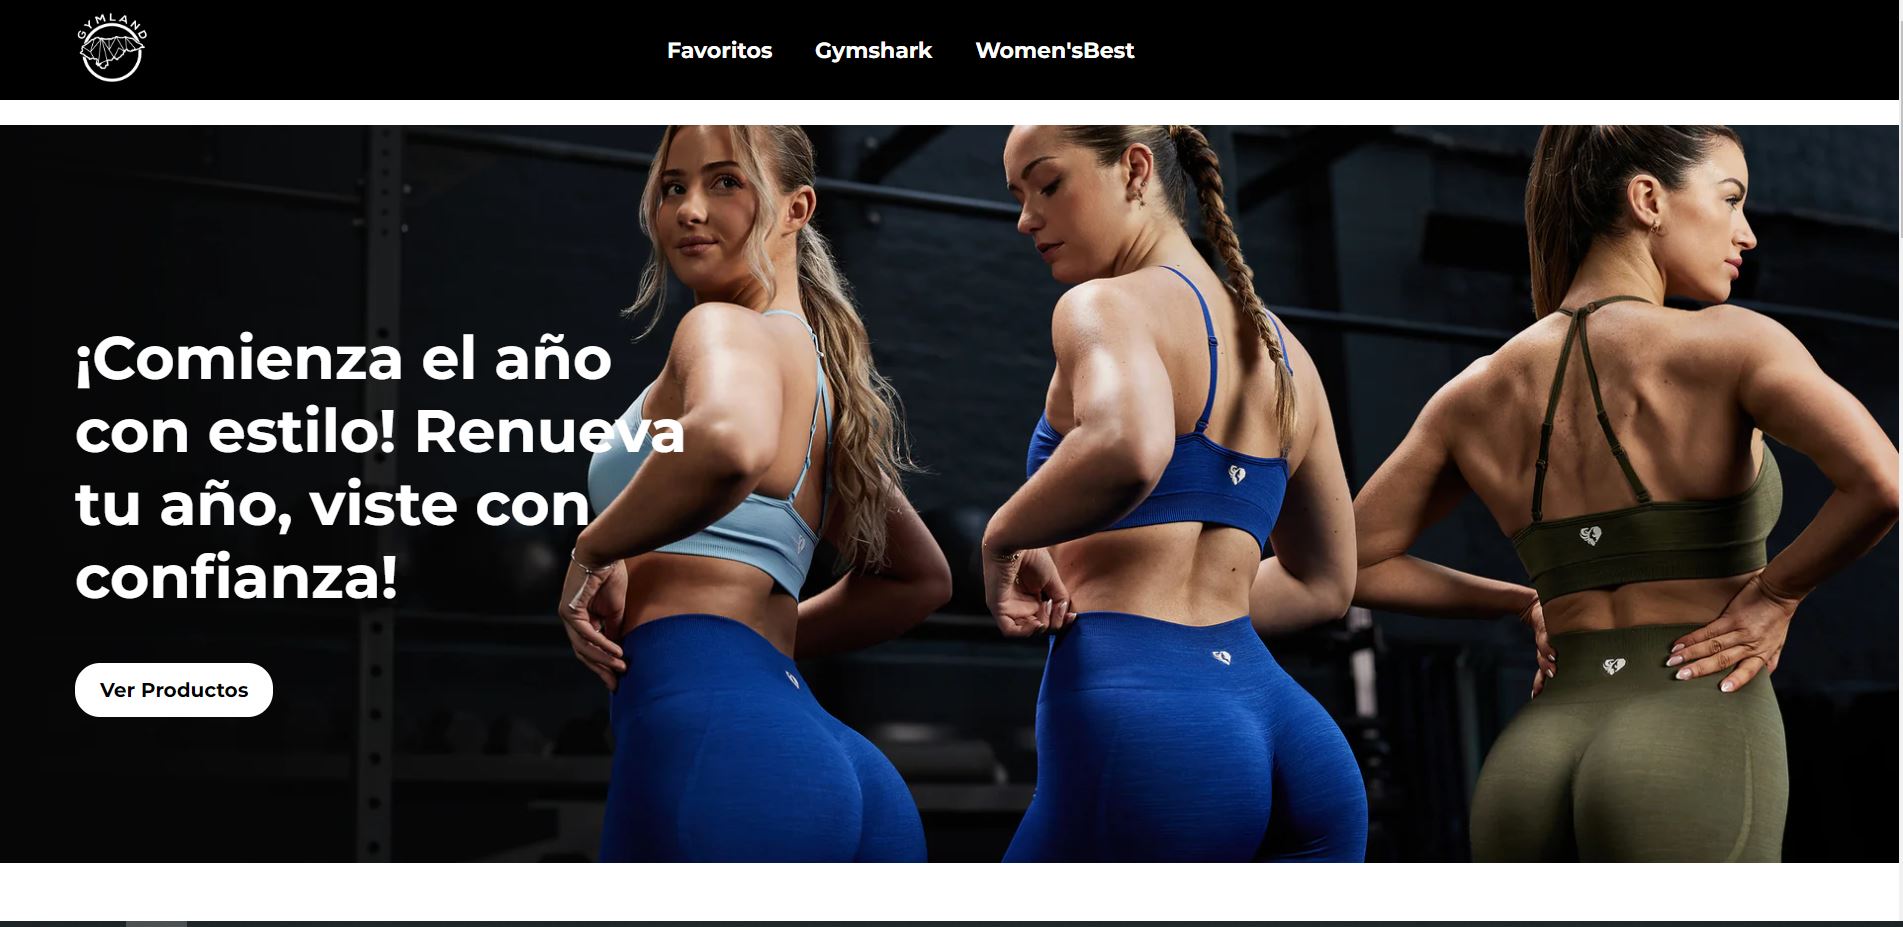 GYMLAND
Favoritos Gymshark Women'sBest
¡Comienza el año
con estilo! Renueva
tu año, viste con
confianza!
Ver Productos